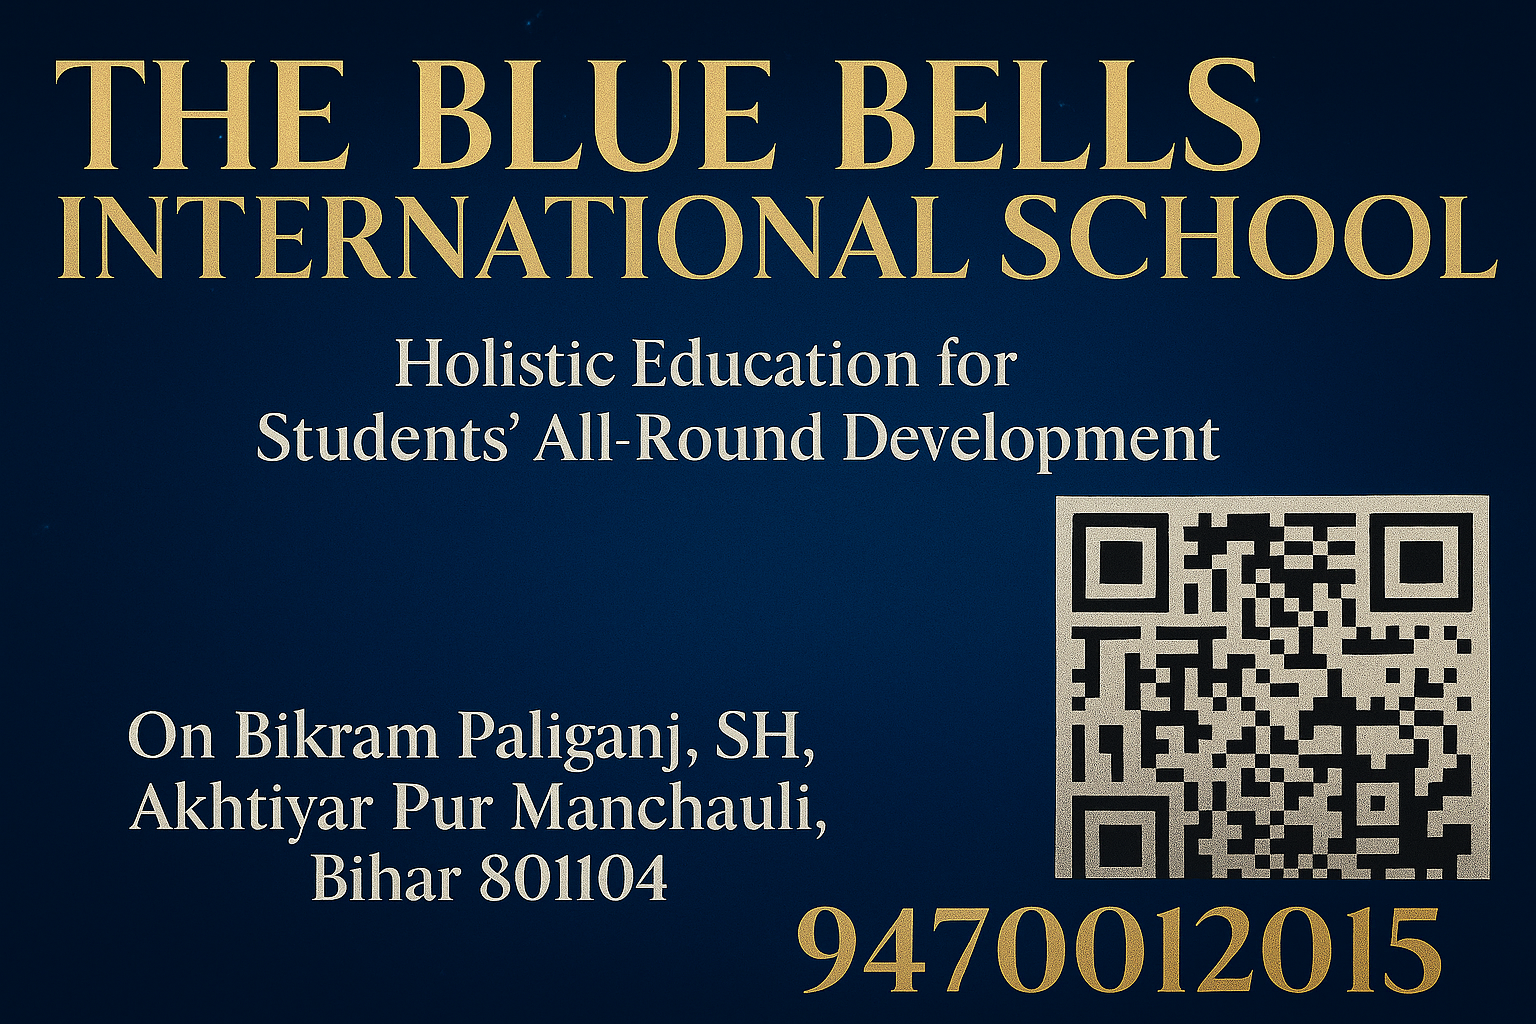 THE BLUE BELLS
INTERNATIONAL SCHOOL
Holistic Education for
Students’ All-Round Development
On Bikram Paliganj, SH,
Akhtiyar Pur Manchauli,
Bihar 801104
9470012015